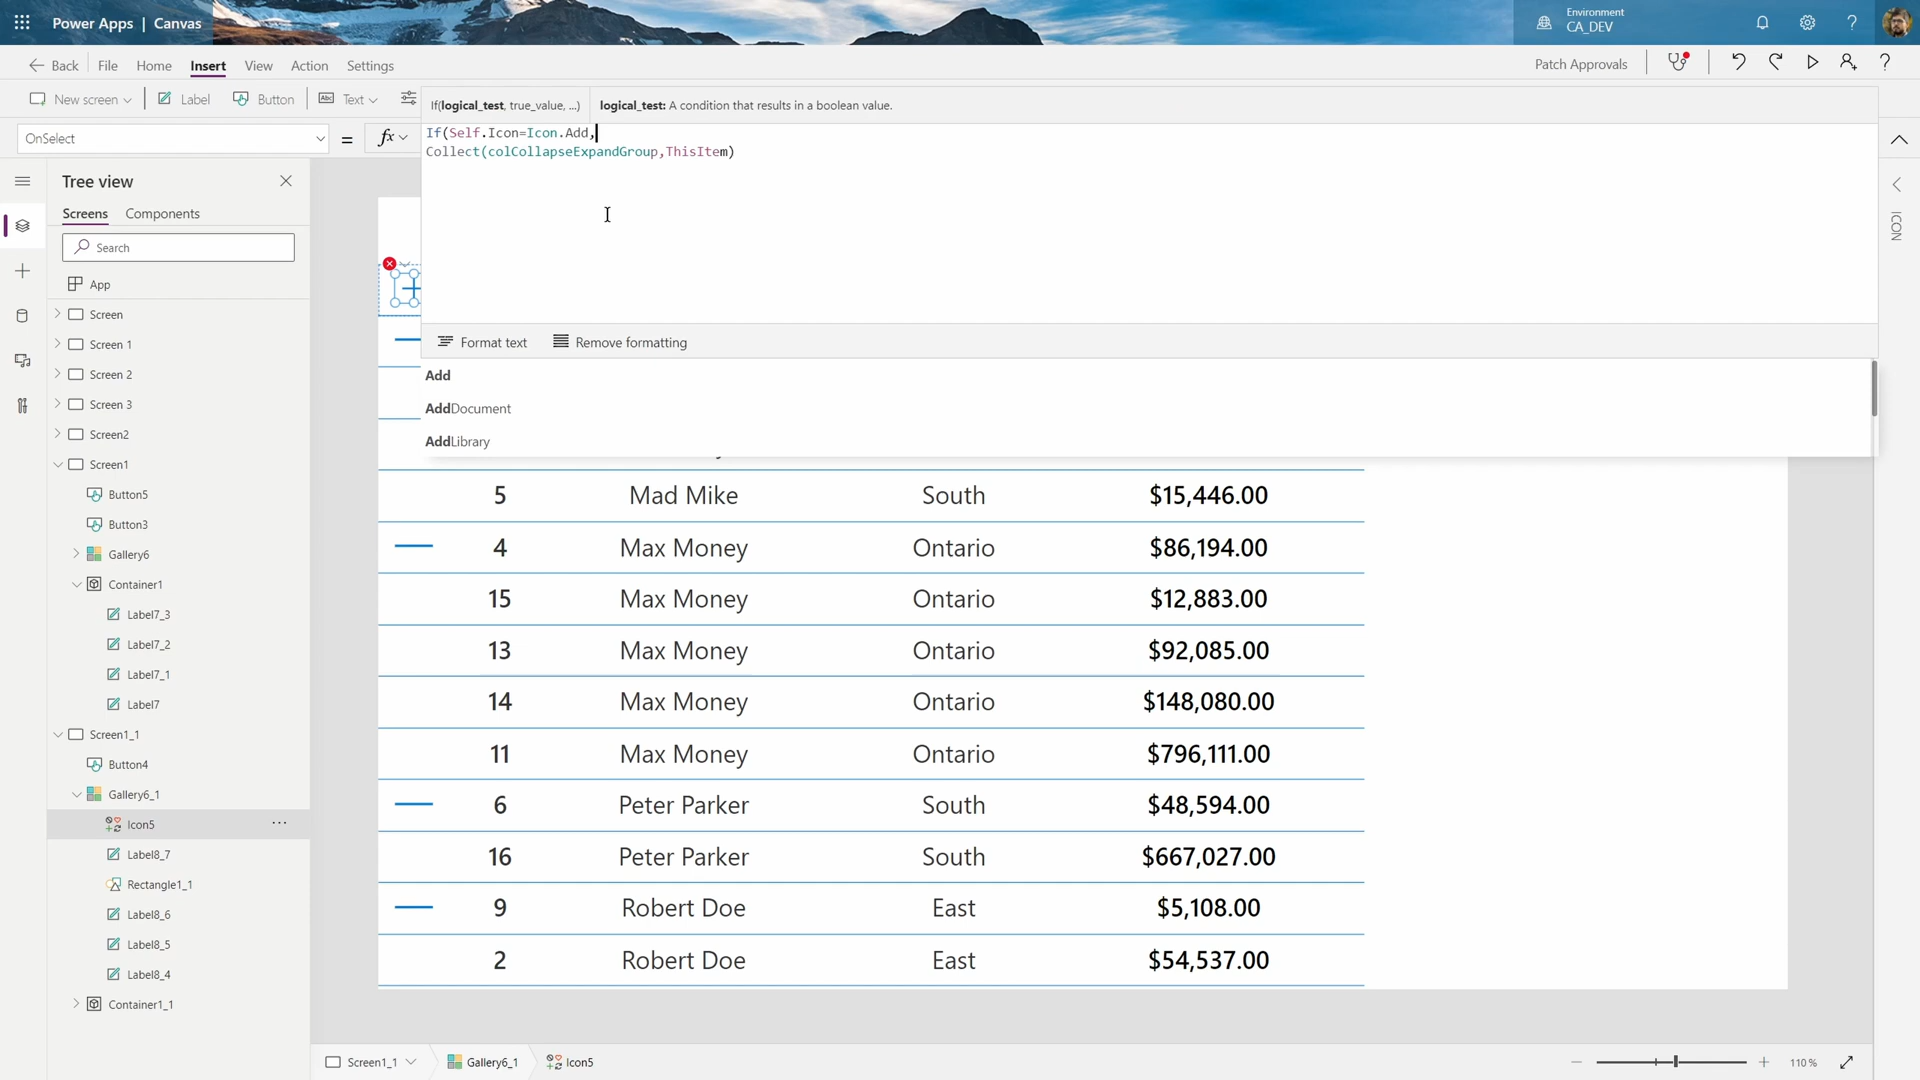 Power Apps | Canvas
Environment
CA_DEV
Back File Home Insert View Action Settings
Patch Approvals
New screen Label Button Text
If(logical_test, true_value, ...) logical_test: A condition that results in a boolean value.
OnSelect = fx
If(Self.Icon=Icon.Add,
Collect(colCollapseExpandGroup,ThisItem)
Format text Remove formatting
Add
AddDocument
AddLibrary
Tree view
Screens Components
Search
App
Screen
Screen 1
Screen 2
Screen 3
Screen2
Screen1
Button5
Button3
Gallery6
Container1
Label7_3
Label7_2
Label7_1
Label7
Screen1_1
Button4
Gallery6_1
Icon5 ...
Label8_7
Rectangle1_1
Label8_6
Label8_5
Label8_4
Container1_1
ICON
5 Mad Mike South $15,446.00
4 Max Money Ontario $86,194.00
15 Max Money Ontario $12,883.00
13 Max Money Ontario $92,085.00
14 Max Money Ontario $148,080.00
11 Max Money Ontario $796,111.00
6 Peter Parker South $48,594.00
16 Peter Parker South $667,027.00
9 Robert Doe East $5,108.00
2 Robert Doe East $54,537.00
Screen1_1 Gallery6_1 Icon5
110 %